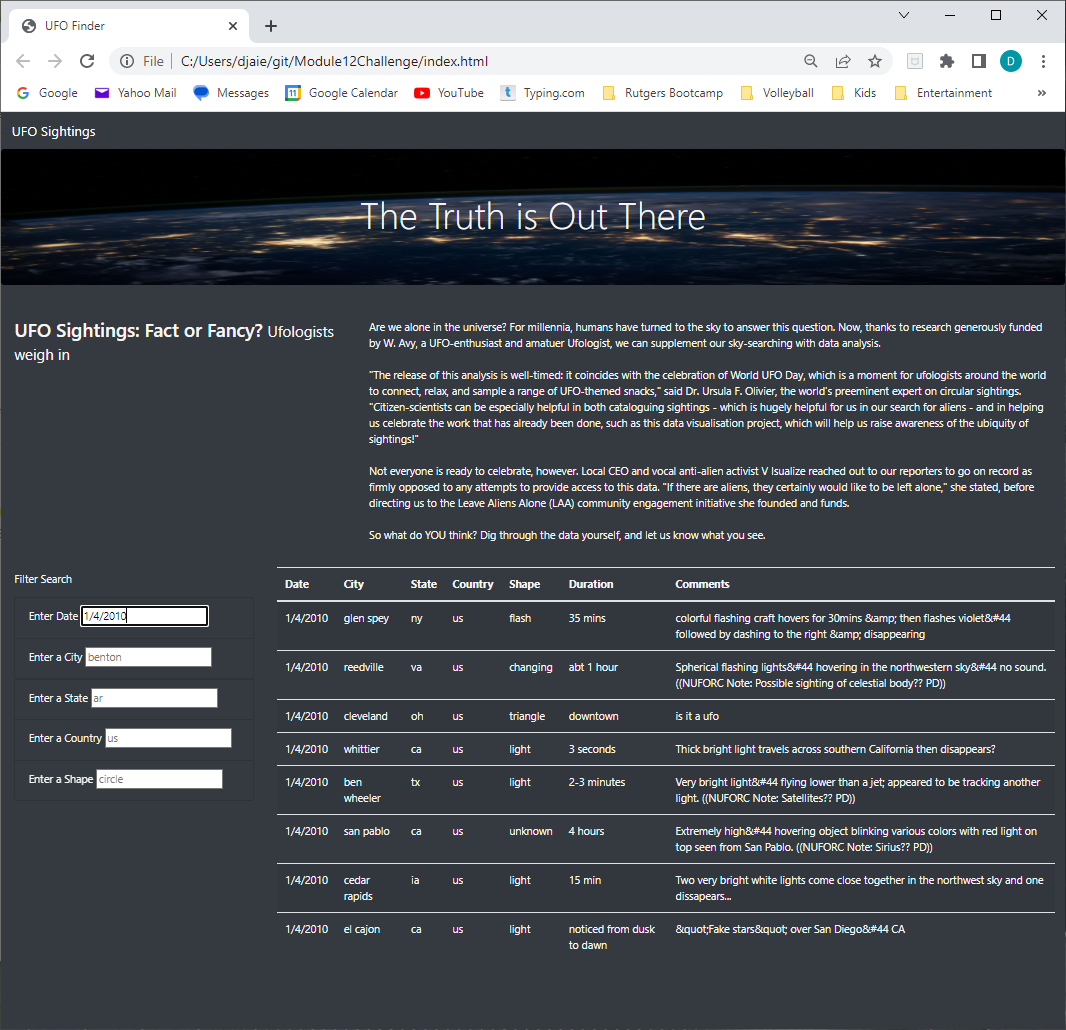 UFO Finder
File | C:/Users/djaie/git/Module12Challenge/index.html
D
Google Yahoo Mail Messages Google Calendar YouTube Typing.com Rutgers Bootcamp Volleyball Kids Entertainment »
UFO Sightings
The Truth is Out There
UFO Sightings: Fact or Fancy? Ufologists
weigh in
Are we alone in the universe? For millennia, humans have turned to the sky to answer this question. Now, thanks to research generously funded
by W. Avy, a UFO-enthusiast and amatuer Ufologist, we can supplement our sky-searching with data analysis.
"The release of this analysis is well-timed: it coincides with the celebration of World UFO Day, which is a moment for ufologists around the world
to connect, relax, and sample a range of UFO-themed snacks," said Dr. Ursula F. Olivier, the world's preeminent expert on circular sightings.
"Citizen-scientists can be especially helpful in both cataloguing sightings - which is hugely helpful for us in our search for aliens - and in helping
us celebrate the work that has already been done, such as this data visualisation project, which will help us raise awareness of the ubiquity of
sightings!"
Not everyone is ready to celebrate, however. Local CEO and vocal anti-alien activist V Isualize reached out to our reporters to go on record as
firmly opposed to any attempts to provide access to this data. "If there are aliens, they certainly would like to be left alone," she stated, before
directing us to the Leave Aliens Alone (LAA) community engagement initiative she founded and funds.
So what do YOU think? Dig through the data yourself, and let us know what you see.
Filter Search
Enter Date 1/4/2010
Enter a City benton
Enter a State ar
Enter a Country us
Enter a Shape circle
Date City State Country Shape Duration Comments
1/4/2010 glen spey ny us flash 35 mins colorful flashing craft hovers for 30mins &amp;amp; then flashes violet&amp;#44
followed by dashing to the right &amp;amp; disappearing
1/4/2010 reedville va us changing abt 1 hour Spherical flashing lights&amp;#44 hovering in the northwestern sky&amp;#44 no sound.
((NUFORC Note: Possible sighting of celestial body?? PD))
1/4/2010 cleveland oh us triangle downtown is it a ufo
1/4/2010 whittier ca us light 3 seconds Thick bright light travels across southern California then disappears?
1/4/2010 ben tx us light 2-3 minutes Very bright light&amp;#44 flying lower than a jet; appeared to be tracking another
wheeler light. ((NUFORC Note: Satellites?? PD))
1/4/2010 san pablo ca us unknown 4 hours Extremely high&amp;#44 hovering object blinking various colors with red light on
top seen from San Pablo. ((NUFORC Note: Sirius?? PD))
1/4/2010 cedar ia us light 15 min Two very bright white lights come close together in the northwest sky and one
rapids dissapears...
1/4/2010 el cajon ca us light noticed from dusk &amp;quot;Fake stars&amp;quot; over San Diego&amp;#44 CA
to dawn